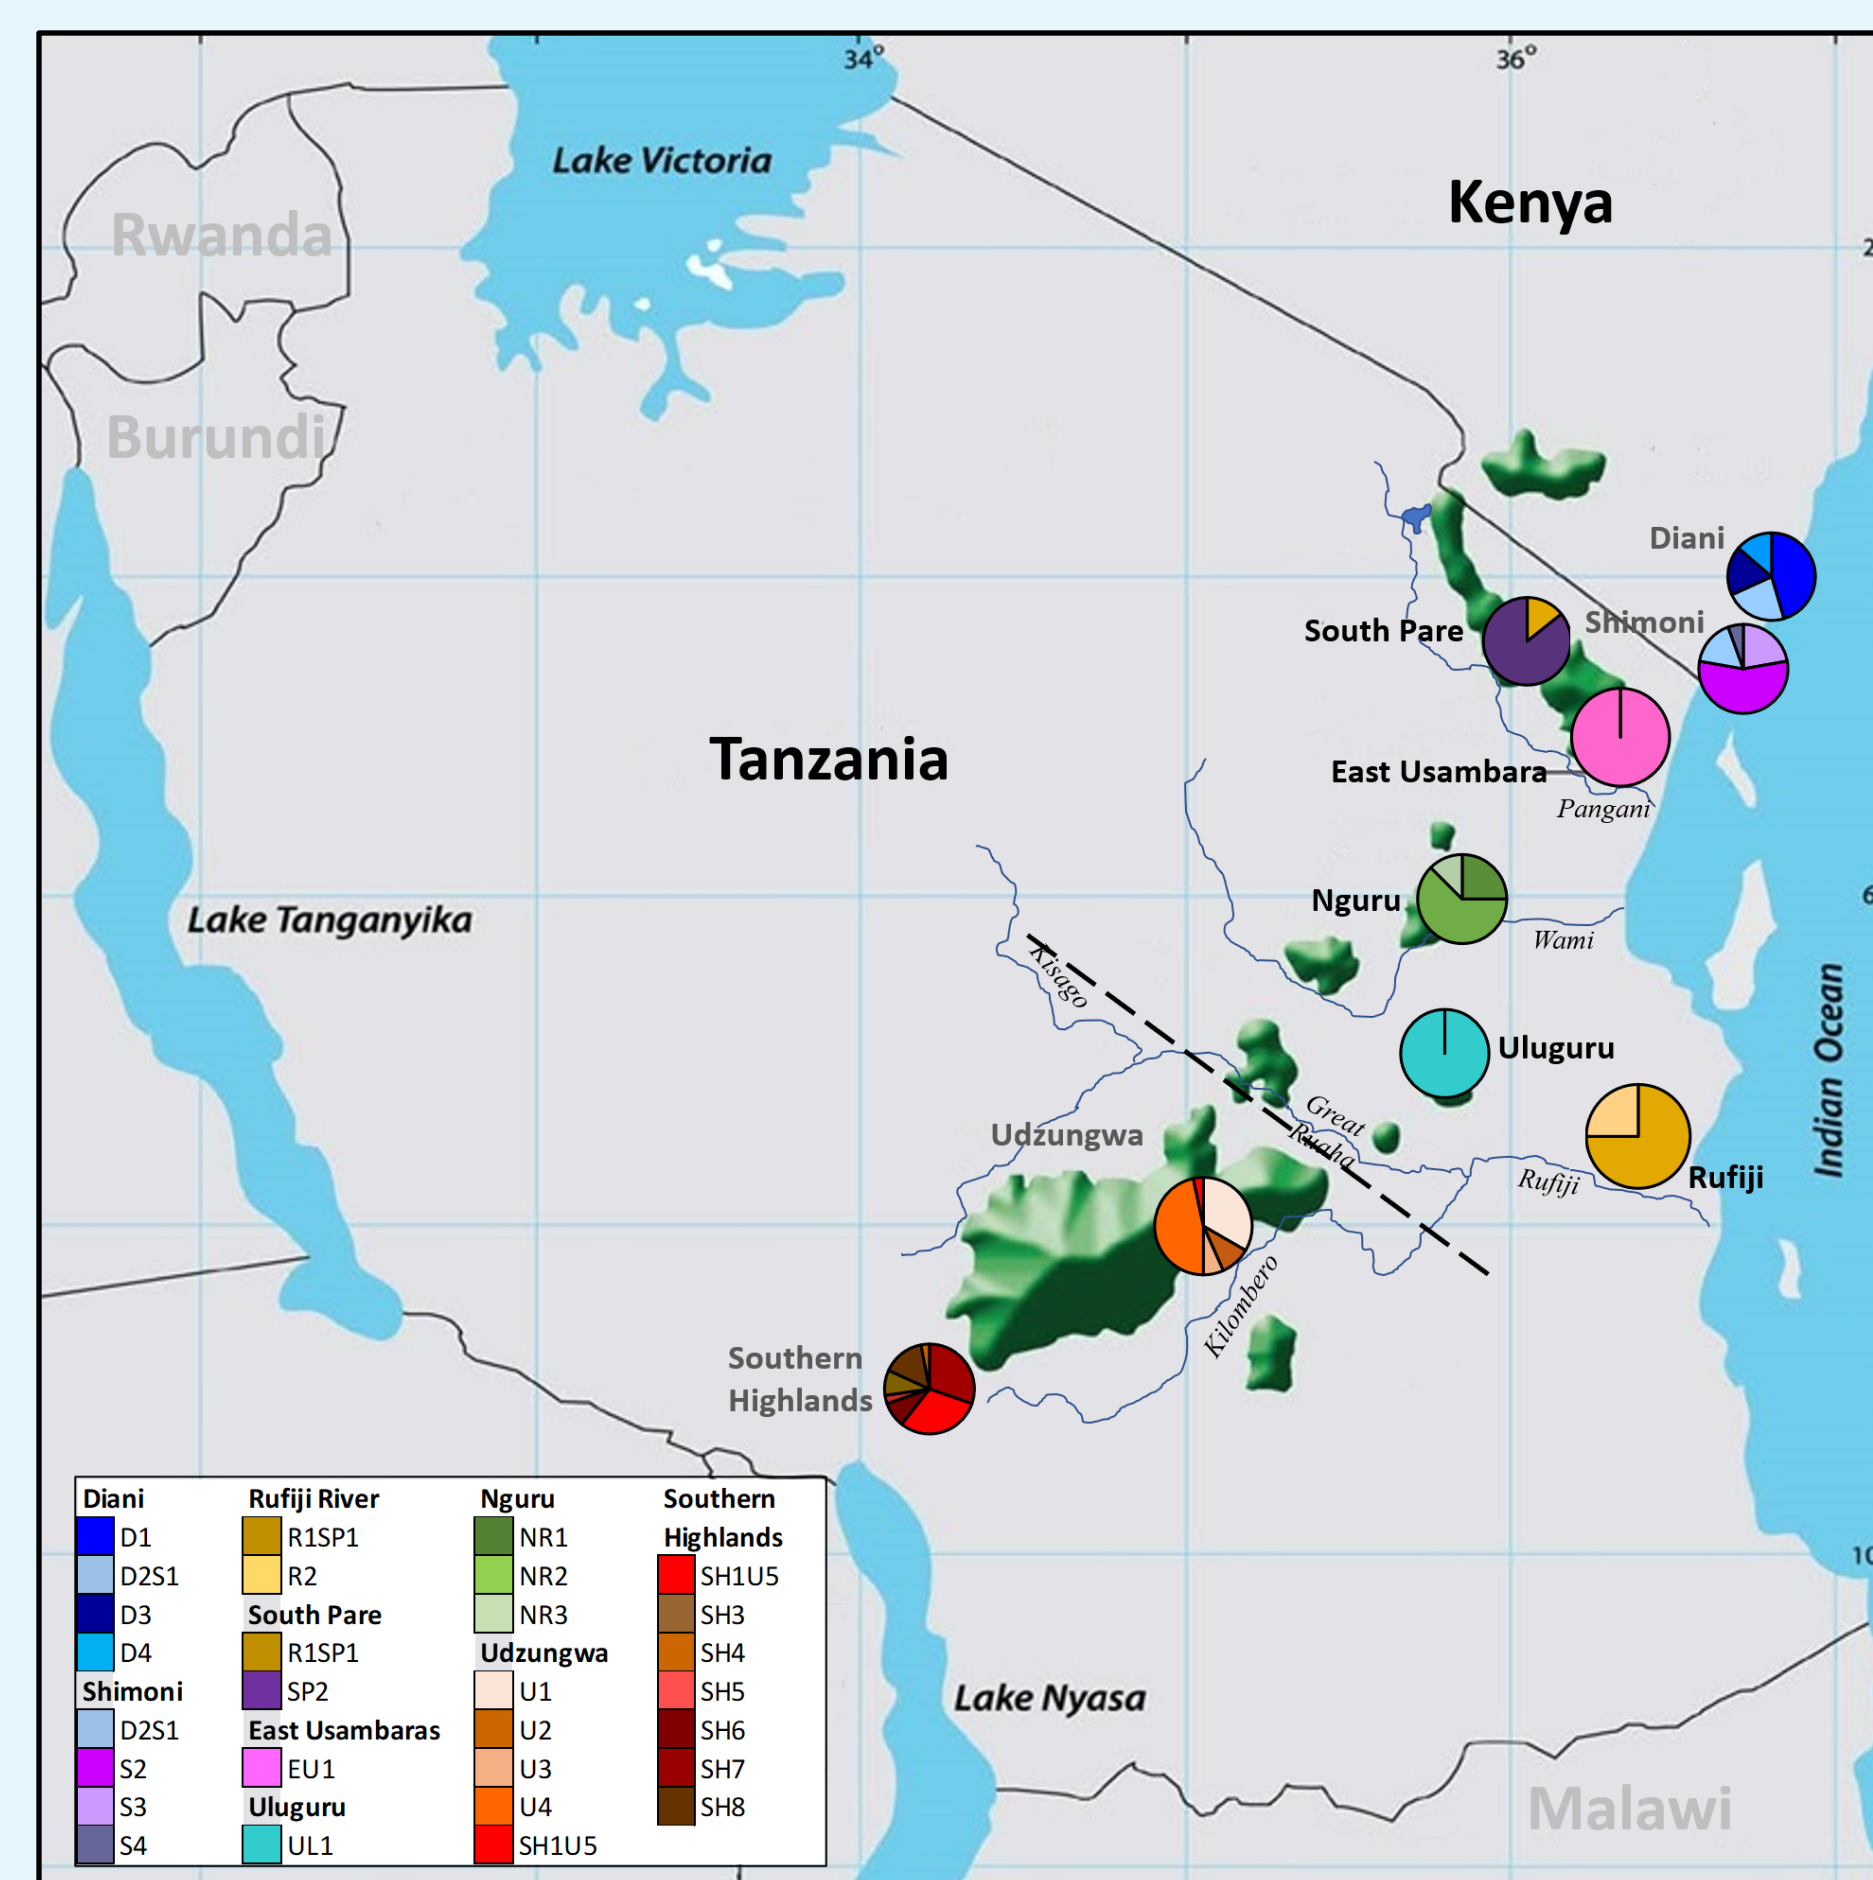 34°
36°
Lake Victoria
Kenya
Rwanda
2
Burundi
Diani
Shimoni
South Pare
Tanzania
East Usambara
Pangani
Nguru
6
Lake Tanganyika
Wami
Kisago
Indian Ocean
Uluguru
Great
Ruaha
Udzungwa
Rufiji
Rufiji
Kilombero
Southern
Highlands
10
Diani
D1
D2S1
D3
D4
Shimoni
D2S1
S2
S3
S4
Rufiji River
R1SP1
R2
South Pare
R1SP1
SP2
East Usambaras
EU1
Uluguru
UL1
Nguru
NR1
NR2
NR3
Udzungwa
U1
U2
U3
U4
SH1U5
Southern
Highlands
SH1U5
SH3
SH4
SH5
SH6
SH7
SH8
Lake Nyasa
Malawi